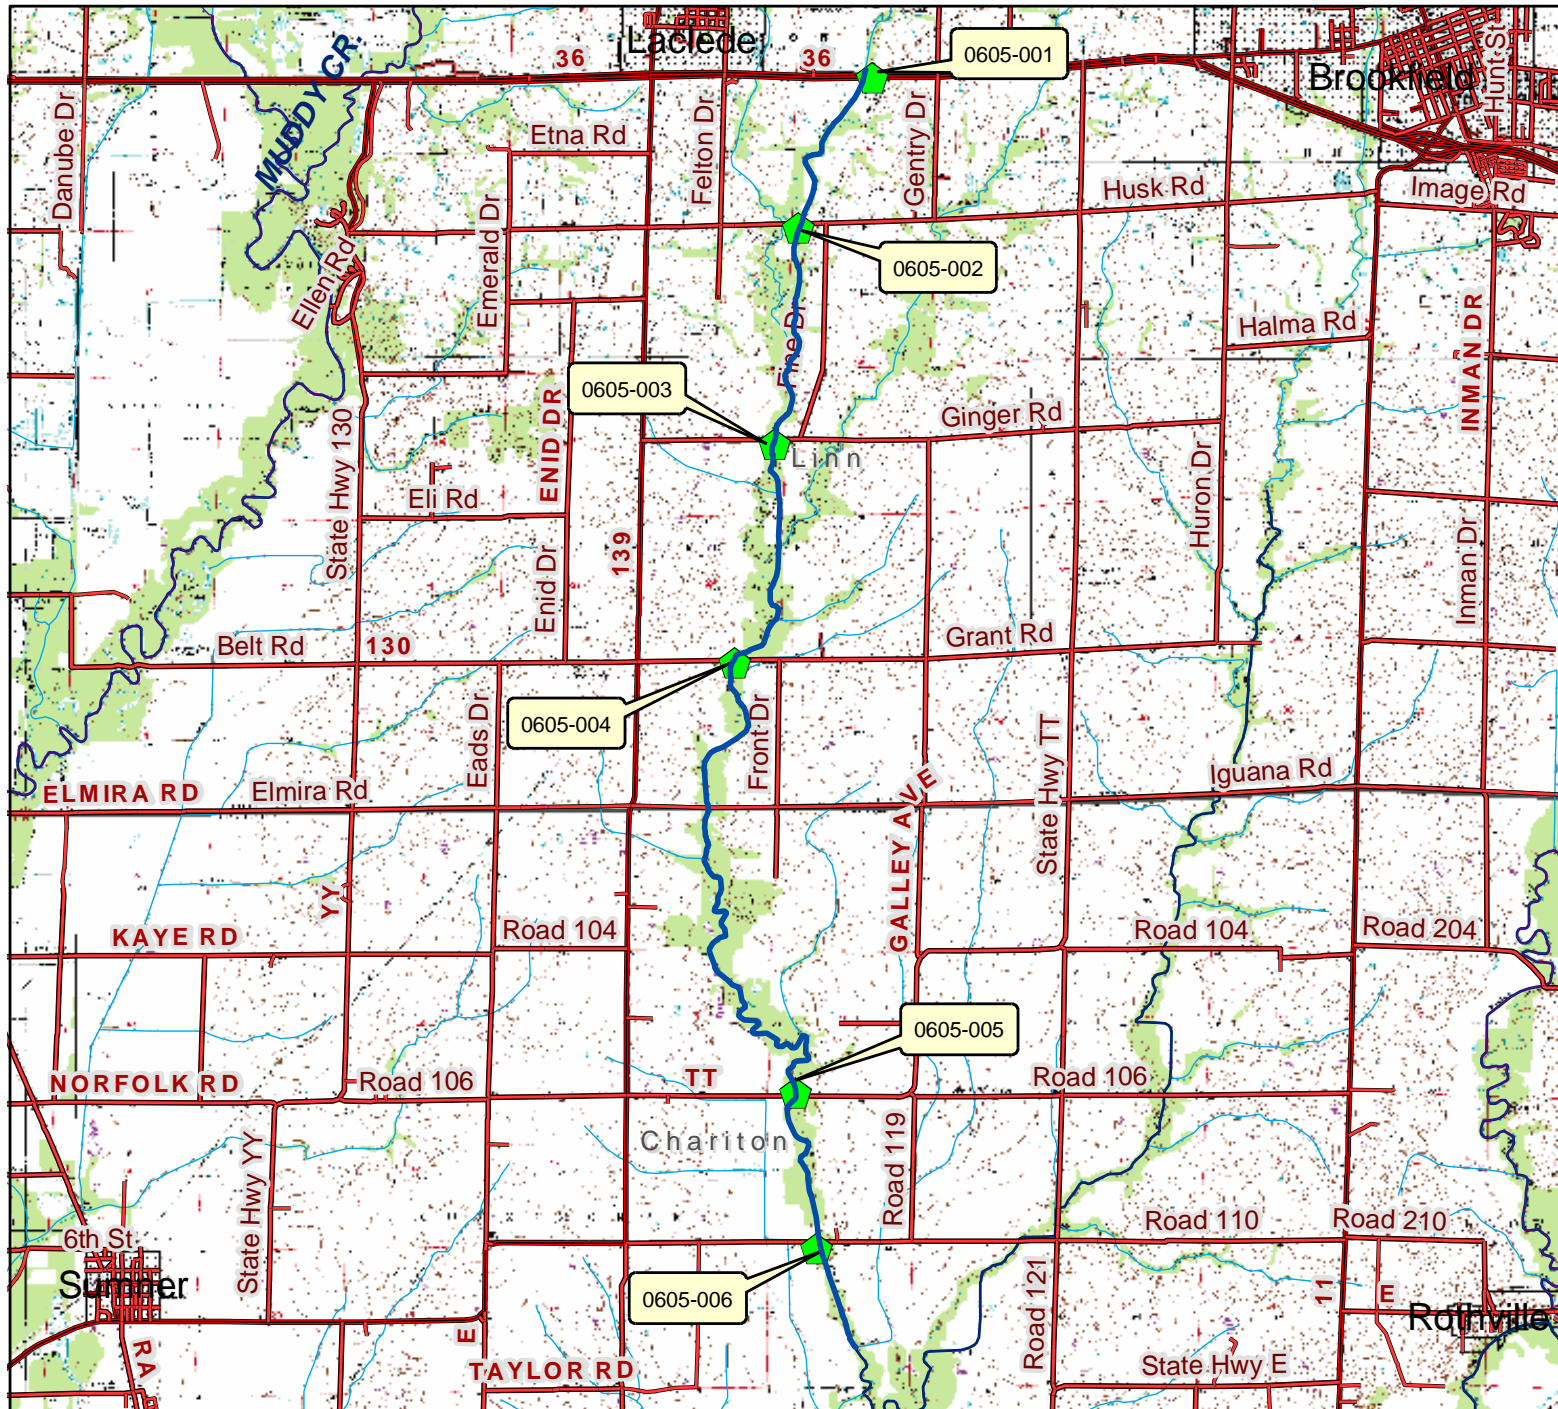 Laclede
36
36
0605-001
Brookfield
Hunt St
MUDDY CR.
Danube Dr
Etna Rd
Felton Dr
Gentry Dr
Husk Rd
Image Rd
Emerald Dr
Ellen Rd
0605-002
Halma Rd
INMAN DR
0605-003
ENID DR
State Hwy 130
Ginger Rd
Linn
Eli Rd
Huron Dr
139
Enid Dr
Inman Dr
Belt Rd
130
Grant Rd
0605-004
Eads Dr
Front Dr
State Hwy TT
Iguana Rd
ELMIRA RD
Elmira Rd
GALLEY AVE
YY
KAYE RD
Road 104
Road 104
Road 204
0605-005
NORFOLK RD
Road 106
TT
Road 106
Chariton
Road 119
State Hwy YY
6th St
Road 110
Road 210
Sumner
0605-006
Road 121
11
E
Rothville
RA
E
TAYLOR RD
State Hwy E